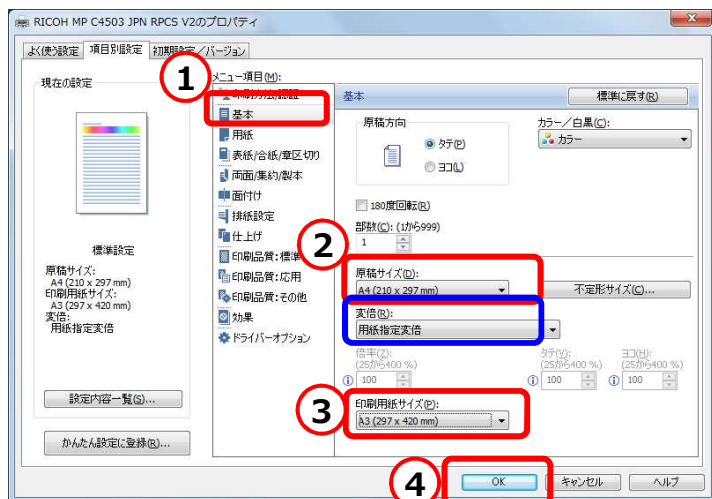 RICOH MP C4503 JPN RPCS V2のプロパティ
よく使う設定 項目別設定 初期設定／バージョン
現在の設定
標準設定
原稿サイズ:
A4 (210 x 297 mm)
印刷用紙サイズ:
A3 (297 x 420 mm)
変倍:
用紙指定変倍
設定内容一覧(S)...
かんたん設定に登録(R)...
①
メニュー項目(M):
印刷方法/認証
基本
用紙
表紙/合紙/章区切り
両面/集約/製本
面付け
排紙設定
仕上げ
印刷品質:標準
印刷品質:応用
印刷品質:その他
効果
ドライバーオプション
基本
標準に戻す(R)
原稿方向
タテ(P)
ヨコ(L)
カラー／白黒(C):
カラー
180度回転(R)
部数(C): (1から999)
1
②
原稿サイズ(D):
A4 (210 x 297 mm)
不定形サイズ(C)...
変倍(R):
用紙指定変倍
倍率(Z):
(25から400 %)
100
タテ(V):
(25から400 %)
100
ヨコ(H):
(25から400 %)
100
③
印刷用紙サイズ(P):
A3 (297 x 420 mm)
④
OK キャンセル ヘルプ